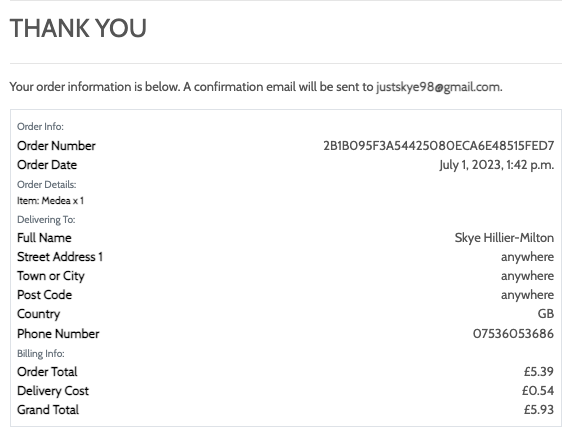 THANK YOU
Your order information is below. A confirmation email will be sent to justskye98@gmail.com.
Order Info:
Order Number 2B1B095F3A54425080ECA6E48515FED7
Order Date July 1, 2023, 1:42 p.m.
Order Details:
Item: Medea x 1
Delivering To:
Full Name Skye Hillier-Milton
Street Address 1 anywhere
Town or City anywhere
Post Code anywhere
Country GB
Phone Number 07536053686
Billing Info:
Order Total £5.39
Delivery Cost £0.54
Grand Total £5.93